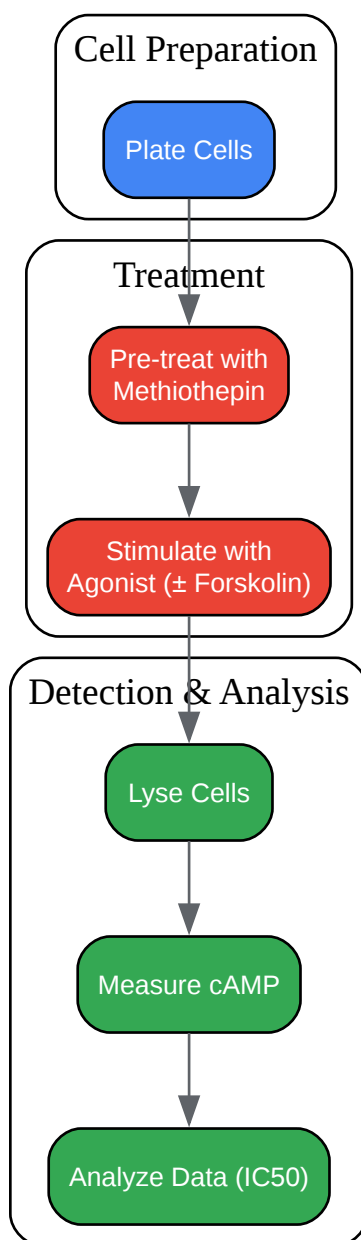 Cell Preparation
Plate Cells
Treatment
Pre-treat with
Methiothepin
Stimulate with
Agonist (± Forskolin)
Detection & Analysis
Lyse Cells
Measure cAMP
Analyze Data (IC50)